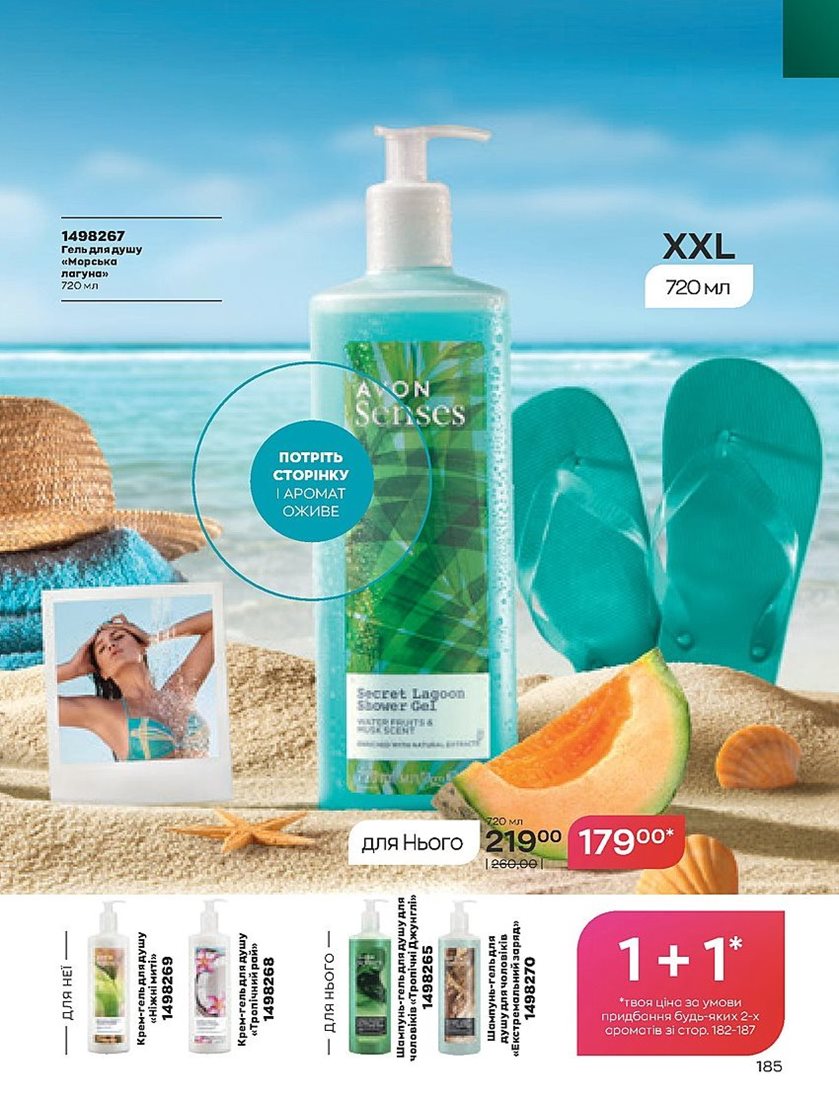 1498267
Гель для душу
«Морська
лагуна»
720 мл
XXL
720 мл
AVON
Senses
ПОТРІТЬ
СТОРІНКУ
І АРОМАТ
ОЖИВЕ
Secret Lagoon
Shower Gel
WATER FRUITS &
MUSK SCENT
ENRICHED WITH NATURAL EXTRACTS
для Нього
720 мл
21900
|260,00|
17900*
ДЛЯ НЕЇ
Крем-гель для душу
«Ніжні миті»
1498269
Крем-гель для душу
«Тропічний рай»
1498268
ДЛЯ НЬОГО
Шампунь-гель для душу для
чоловіків «Тропічні Джунглі»
1498265
Шампунь-гель для
душу для чоловіків
«Екстремальний заряд»
1498270
1 + 1*
*твоя ціна за умови
придбання будь-яких 2-х
ароматів зі стор. 182-187
185